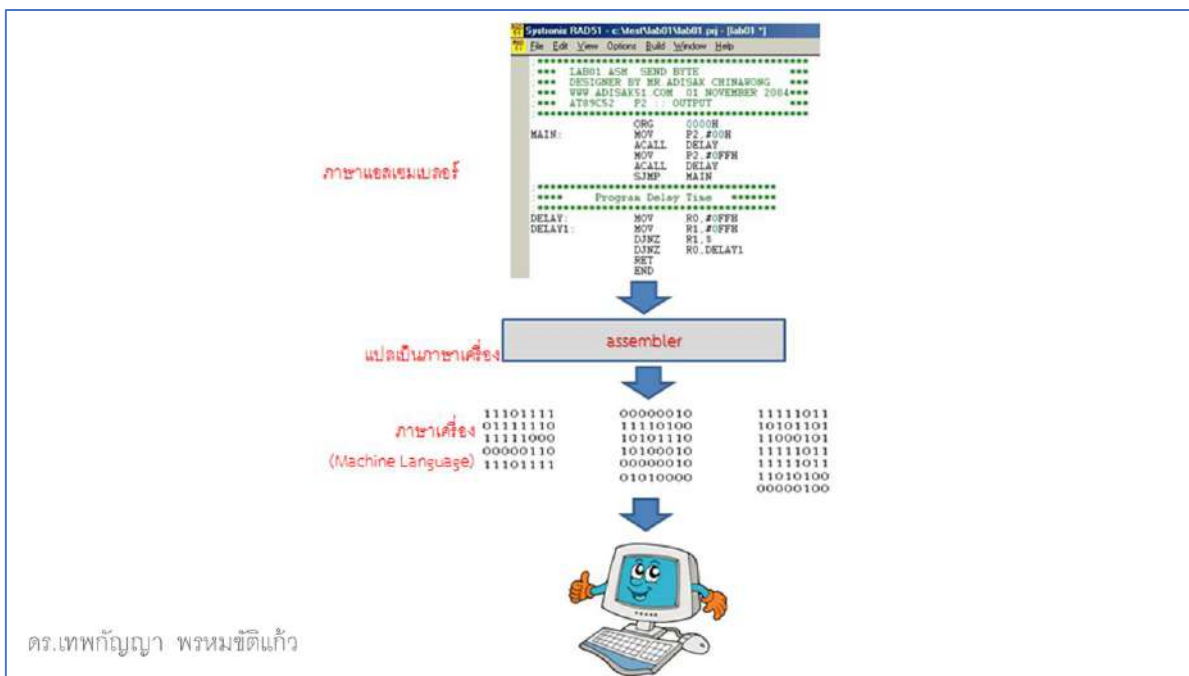 Systronix RAD51 - c:\test\lab01\lab01.prj - [lab01 *]
File Edit View Options Build Window Help
;************************************************
;*** LAB01 ASM SEND BYTE ***
;*** DESIGNER BY MR ADISAK CHINAWONG ***
;*** WWW ADISAK51.COM 01 NOVEMBER 2004***
;*** AT89C52 P2 :: OUTPUT ***
;************************************************
ORG 0000H
MAIN: MOV P2,#00H
ACALL DELAY
MOV P2,#0FFH
ACALL DELAY
SJMP MAIN
;******************************************
;**** Program Delay Time *******
;******************************************
DELAY: MOV R0,#0FFH
DELAY1: MOV R1,#0FFH
DJNZ R1,$
DJNZ R0,DELAY1
RET
END
ภาษาแอสเซมเบลอร์
assembler
แปลเป็นภาษาเครื่อง
ภาษาเครื่อง
(Machine Language)
11101111 00000010 11111011
01111110 11110100 10101101
11111000 10101110 11000101
00000110 10100010 11111011
11101111 00000010 11111011
01010000 11010100
00000100
ดร.เทพกัญญา พรหมขัติแก้ว